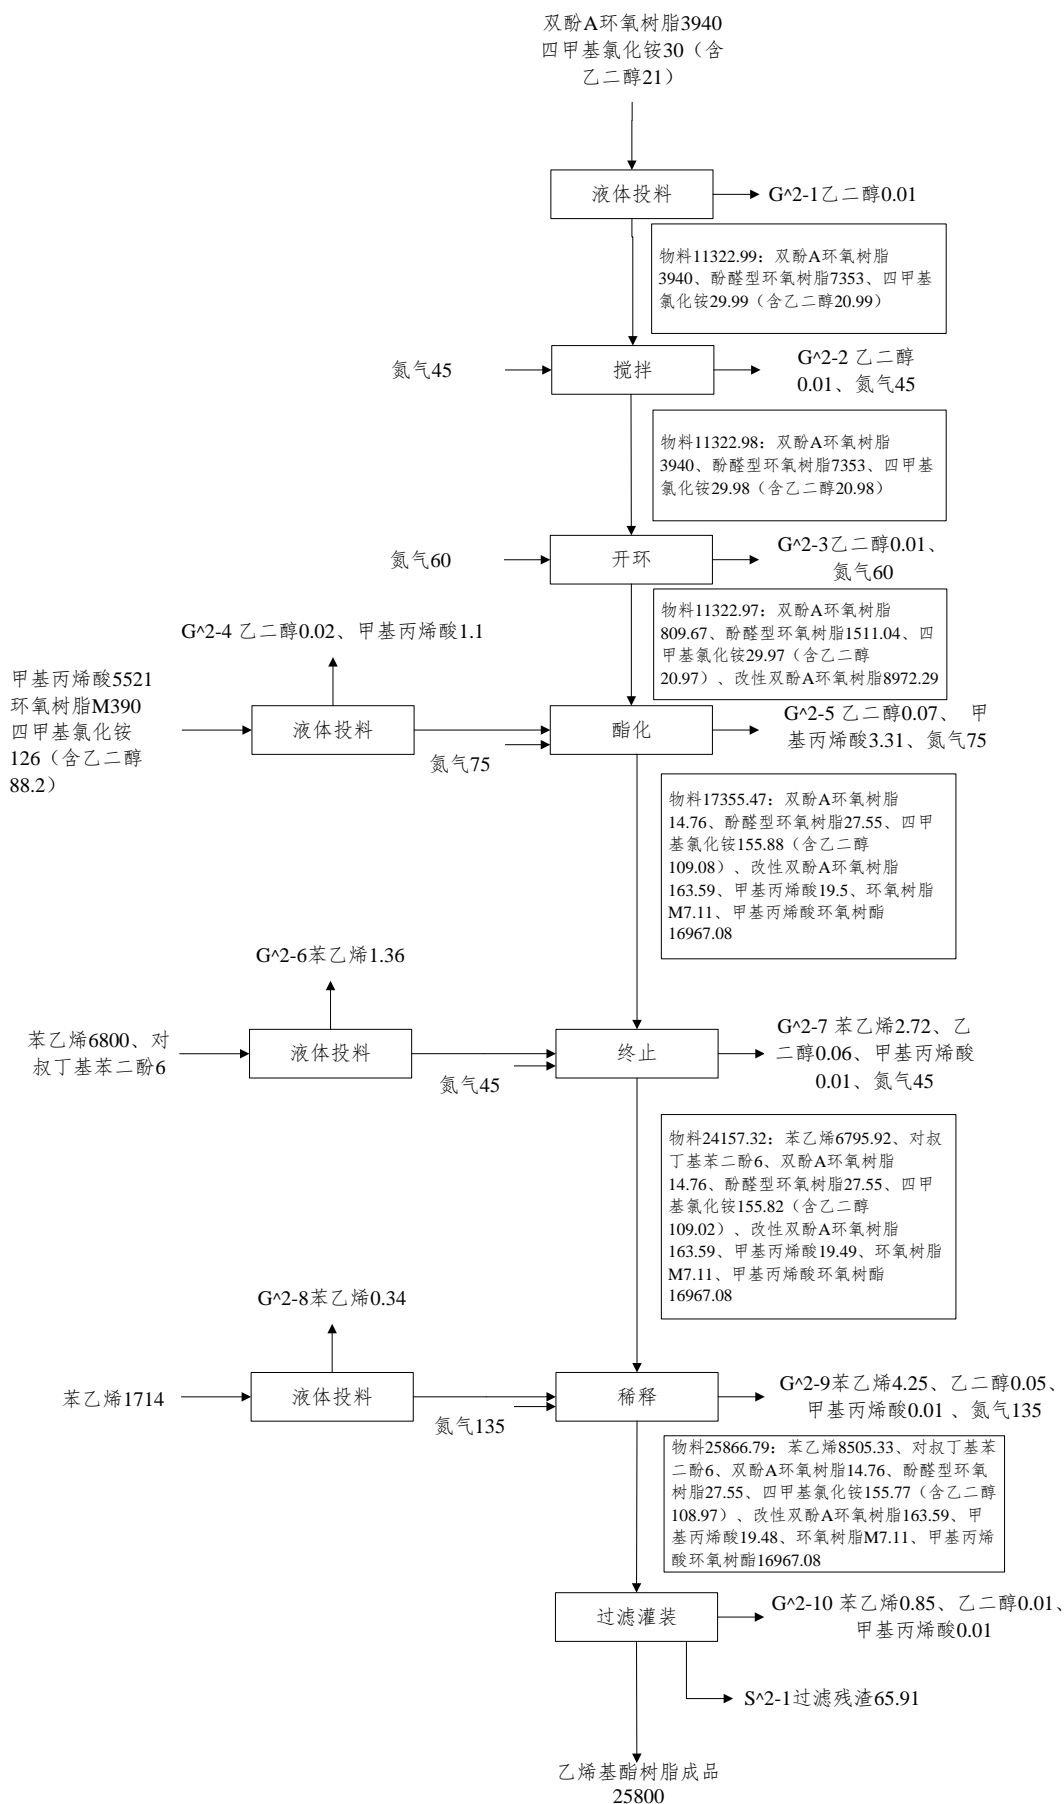 双酚A环氧树脂3940
四甲基氯化铵30（含
乙二醇21）
液体投料
G^2-1乙二醇0.01
物料11322.99：双酚A环氧树脂
3940、酚醛型环氧树脂7353、四甲基
氯化铵29.99（含乙二醇20.99）
氮气45
搅拌
G^2-2 乙二醇
0.01、氮气45
物料11322.98：双酚A环氧树脂
3940、酚醛型环氧树脂7353、四甲基
氯化铵29.98（含乙二醇20.98）
氮气60
开环
G^2-3乙二醇0.01、
氮气60
物料11322.97：双酚A环氧树脂
809.67、酚醛型环氧树脂1511.04、四
甲基氯化铵29.97（含乙二醇
20.97）、改性双酚A环氧树脂8972.29
G^2-4 乙二醇0.02、甲基丙烯酸1.1
甲基丙烯酸5521
环氧树脂M390
四甲基氯化铵
126（含乙二醇
88.2）
液体投料
氮气75
酯化
G^2-5 乙二醇0.07、 甲
基丙烯酸3.31、氮气75
物料17355.47：双酚A环氧树脂
14.76、酚醛型环氧树脂27.55、四甲
基氯化铵155.88（含乙二醇
109.08）、改性双酚A环氧树脂
163.59、甲基丙烯酸19.5、环氧树脂
M7.11、甲基丙烯酸环氧树酯
16967.08
G^2-6苯乙烯1.36
苯乙烯6800、对
叔丁基苯二酚6
液体投料
氮气45
终止
G^2-7 苯乙烯2.72、乙
二醇0.06、甲基丙烯酸
0.01、氮气45
物料24157.32：苯乙烯6795.92、对叔
丁基苯二酚6、双酚A环氧树脂
14.76、酚醛型环氧树脂27.55、四甲
基氯化铵155.82（含乙二醇
109.02）、改性双酚A环氧树脂
163.59、甲基丙烯酸19.49、环氧树脂
M7.11、甲基丙烯酸环氧树酯
16967.08
G^2-8苯乙烯0.34
苯乙烯1714
液体投料
氮气135
稀释
G^2-9苯乙烯4.25、乙二醇0.05、
甲基丙烯酸0.01 、氮气135
物料25866.79：苯乙烯8505.33、对叔丁基苯
二酚6、双酚A环氧树脂14.76、酚醛型环氧
树脂27.55、四甲基氯化铵155.77（含乙二醇
108.97）、改性双酚A环氧树脂163.59、甲
基丙烯酸19.48、环氧树脂M7.11、甲基丙烯
酸环氧树酯16967.08
过滤灌装
G^2-10 苯乙烯0.85、乙二醇0.01、
甲基丙烯酸0.01
S^2-1过滤残渣65.91
乙烯基酯树脂成品
25800